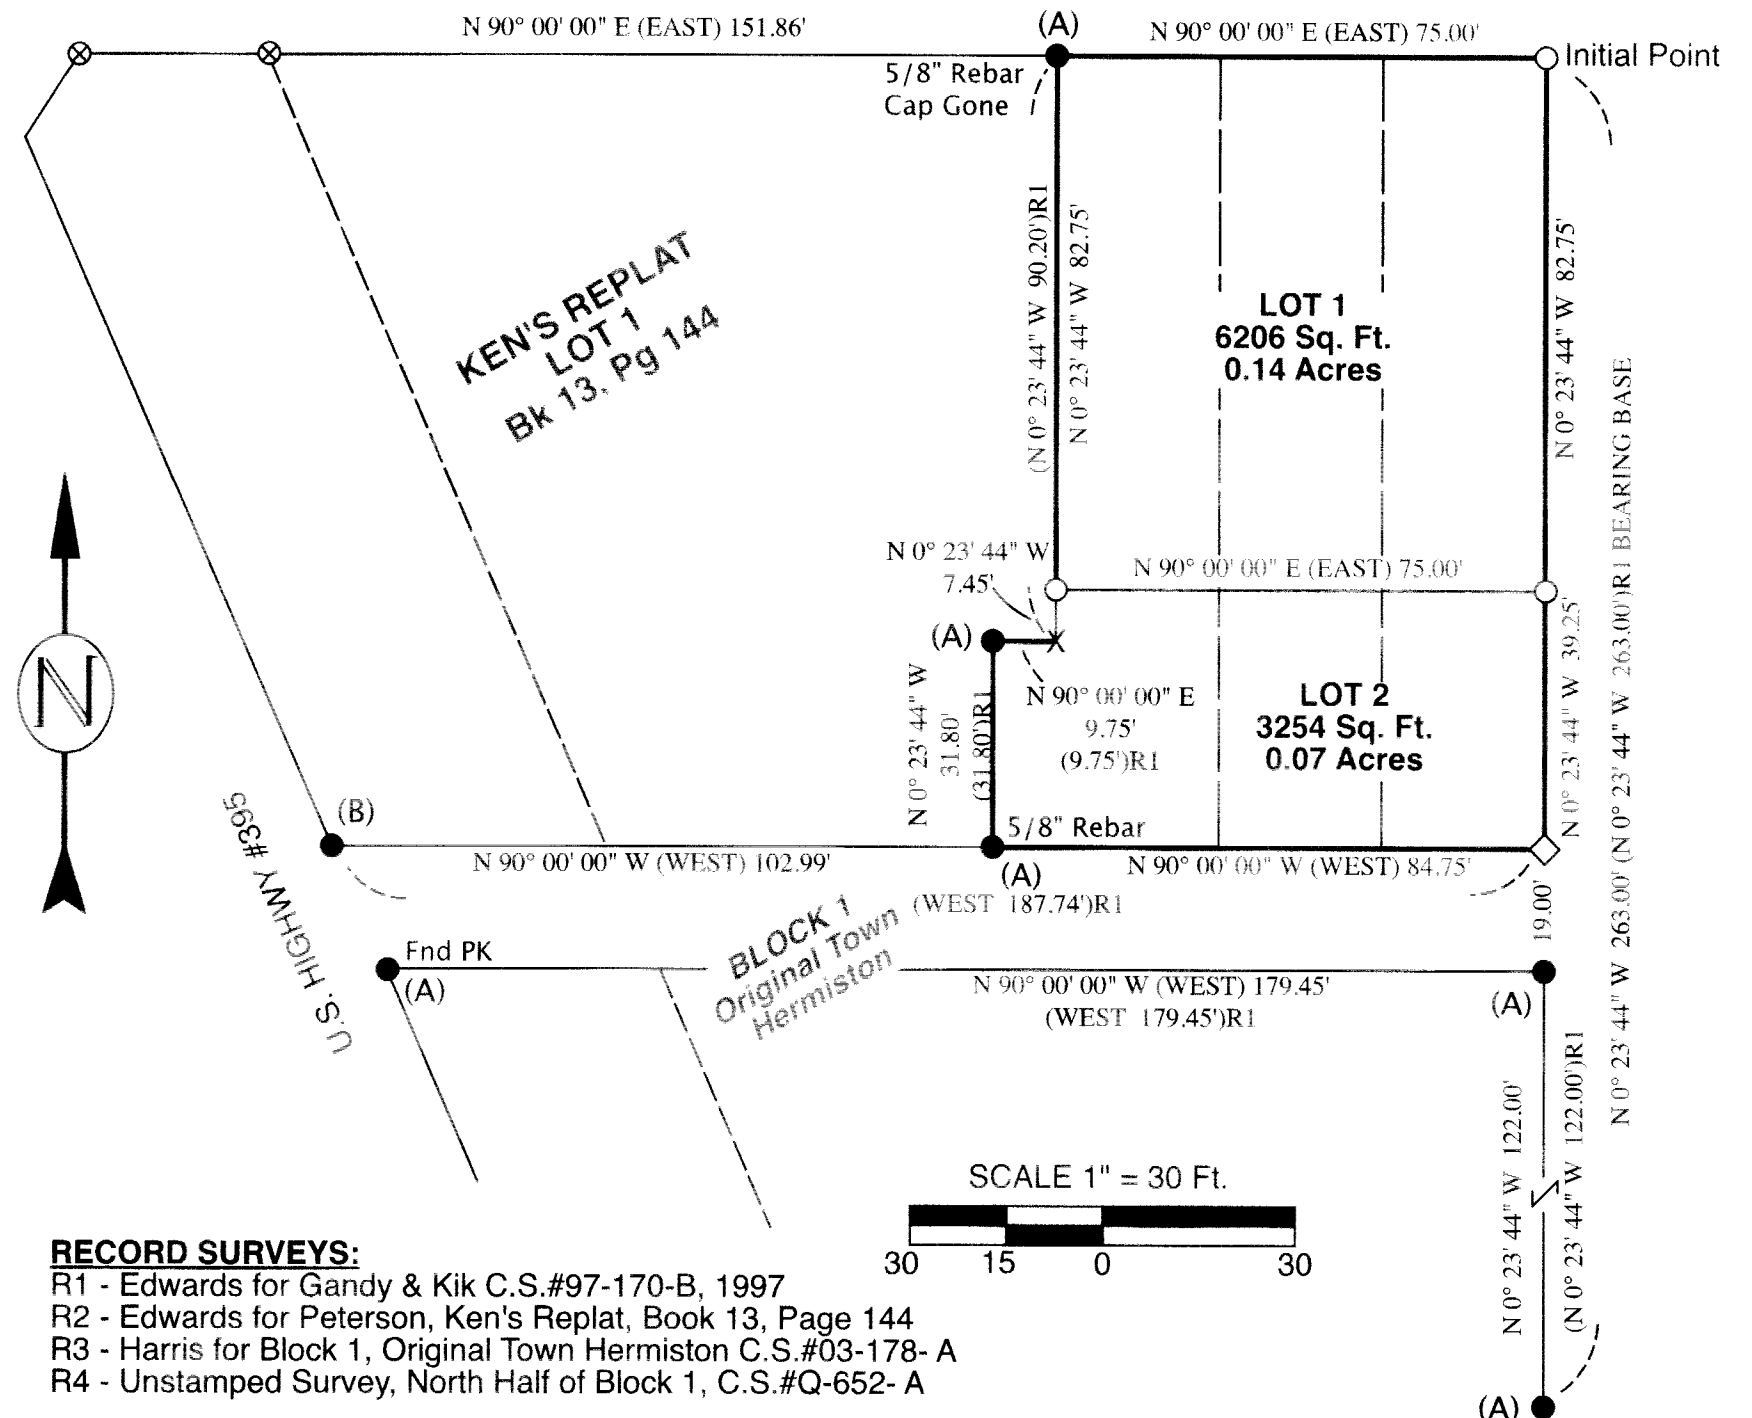 N 90° 00' 00" E (EAST) 151.86'
(A)
N 90° 00' 00" E (EAST) 75.00'
Initial Point
5/8" Rebar
Cap Gone
(N 0° 23' 44" W 90.20')R1
N 0° 23' 44" W 82.75'
N 0° 23' 44" W 82.75'
KEN'S REPLAT
LOT 1
Bk 13, Pg 144
LOT 1
6206 Sq. Ft.
0.14 Acres
N 0° 23' 44" W 263.00' (N 0° 23' 44" W 263.00')R1 BEARING BASE
N 0° 23' 44" W
7.45'
N 90° 00' 00" E (EAST) 75.00'
(A)
X
N
N 0° 23' 44" W
31.80'
(31.80')R1
N 90° 00' 00" E
9.75'
(9.75')R1
LOT 2
3254 Sq. Ft.
0.07 Acres
N 0° 23' 44" W 39.25'
(B)
5/8" Rebar
N 90° 00' 00" W (WEST) 102.99'
(A)
N 90° 00' 00" W (WEST) 84.75'
(WEST 187.74')R1
19.00'
U.S. HIGHWY #395
BLOCK 1
Original Town
Hermiston
Fnd PK
(A)
N 90° 00' 00" W (WEST) 179.45'
(WEST 179.45')R1
(A)
N 0° 23' 44" W 122.00'
(N 0° 23' 44" W 122.00')R1
SCALE 1" = 30 Ft.
30 15 0 30
RECORD SURVEYS:
R1 - Edwards for Gandy & Kik C.S.#97-170-B, 1997
R2 - Edwards for Peterson, Ken's Replat, Book 13, Page 144
R3 - Harris for Block 1, Original Town Hermiston C.S.#03-178- A
R4 - Unstamped Survey, North Half of Block 1, C.S.#Q-652- A
(A)